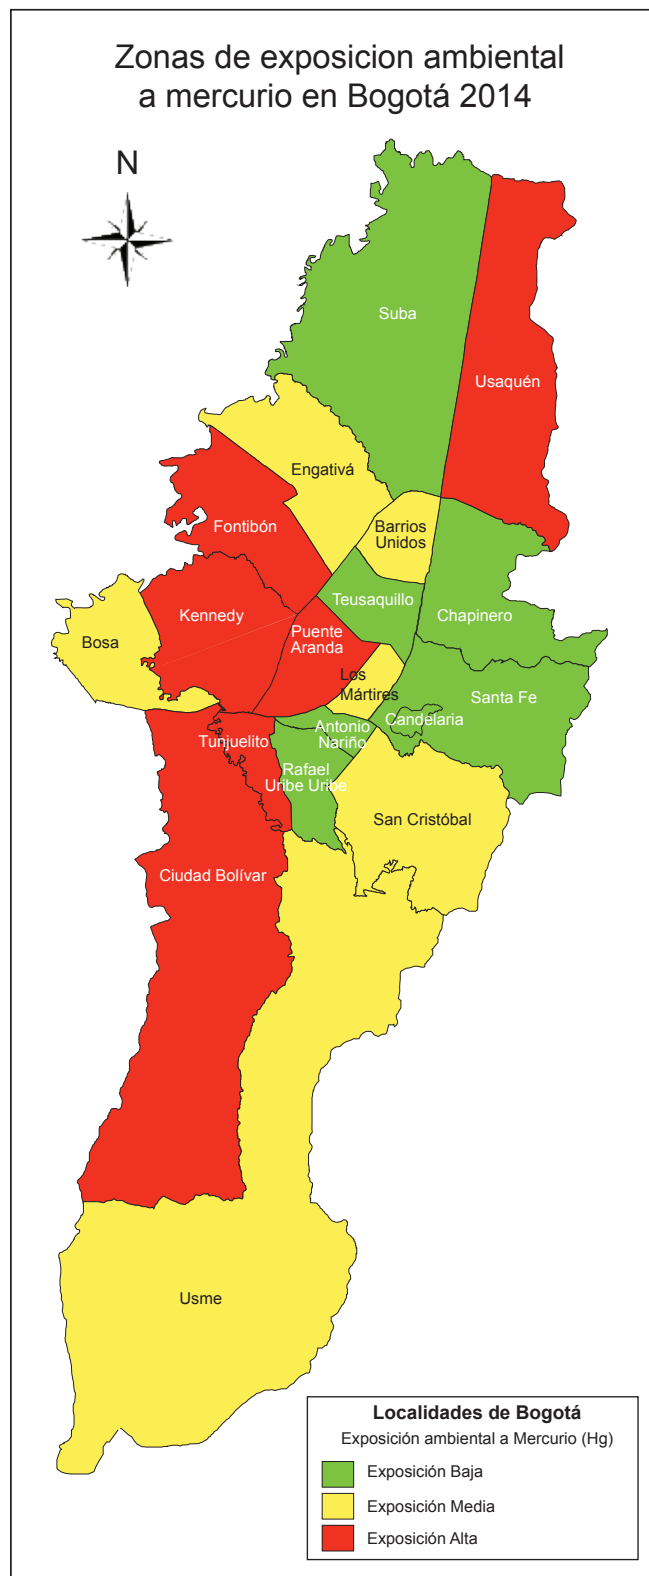 Zonas de exposicion ambiental
a mercurio en Bogotá 2014
N
Suba
Usaquén
Engativá
Fontibón
Barrios
Unidos
Teusaquillo
Chapinero
Kennedy
Puente
Aranda
Bosa
Los
Mártires
Santa Fe
Candelaria
Antonio
Nariño
Tunjuelito
Rafael
Uribe Uribe
San Cristóbal
Ciudad Bolívar
Usme
Localidades de Bogotá
Exposición ambiental a Mercurio (Hg)
Exposición Baja
Exposición Media
Exposición Alta